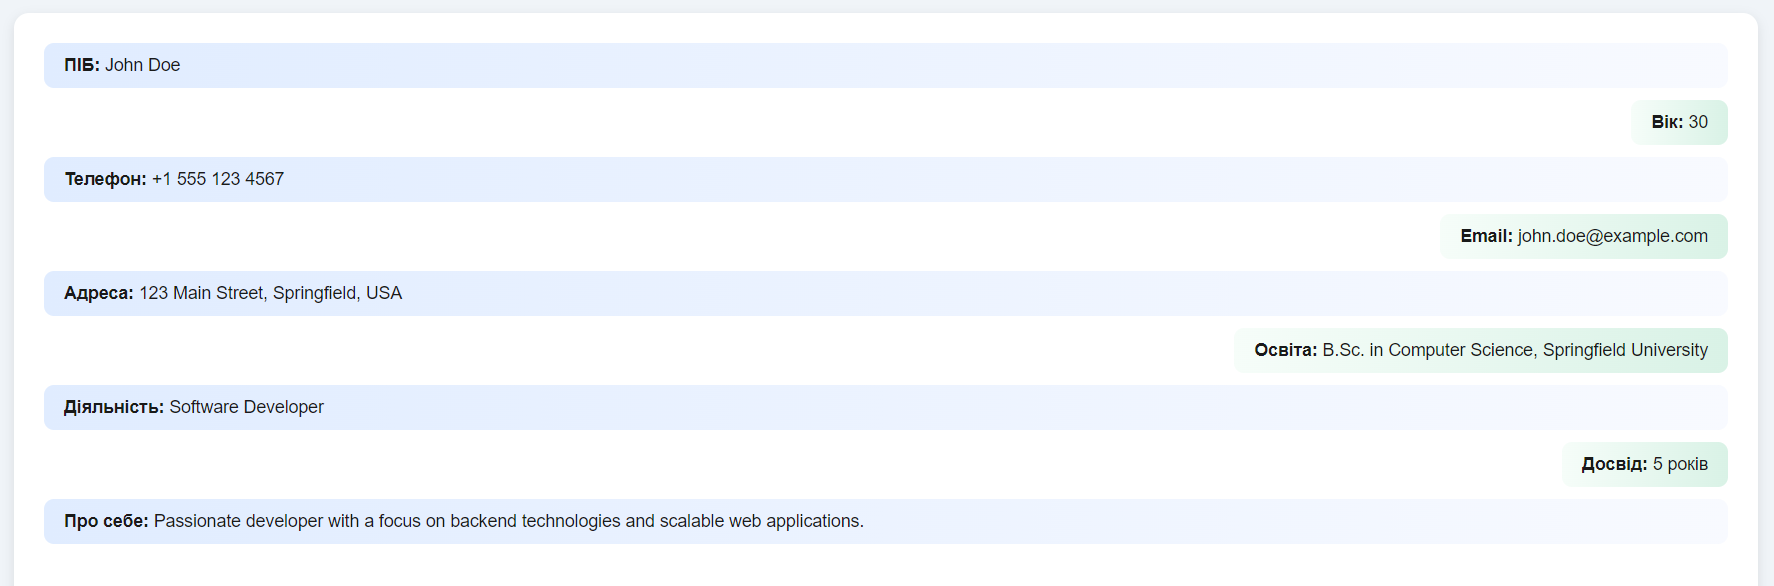 ПІБ: John Doe
Вік: 30
Телефон: +1 555 123 4567
Email: john.doe@example.com
Адреса: 123 Main Street, Springfield, USA
Освіта: B.Sc. in Computer Science, Springfield University
Діяльність: Software Developer
Досвід: 5 років
Про себе: Passionate developer with a focus on backend technologies and scalable web applications.